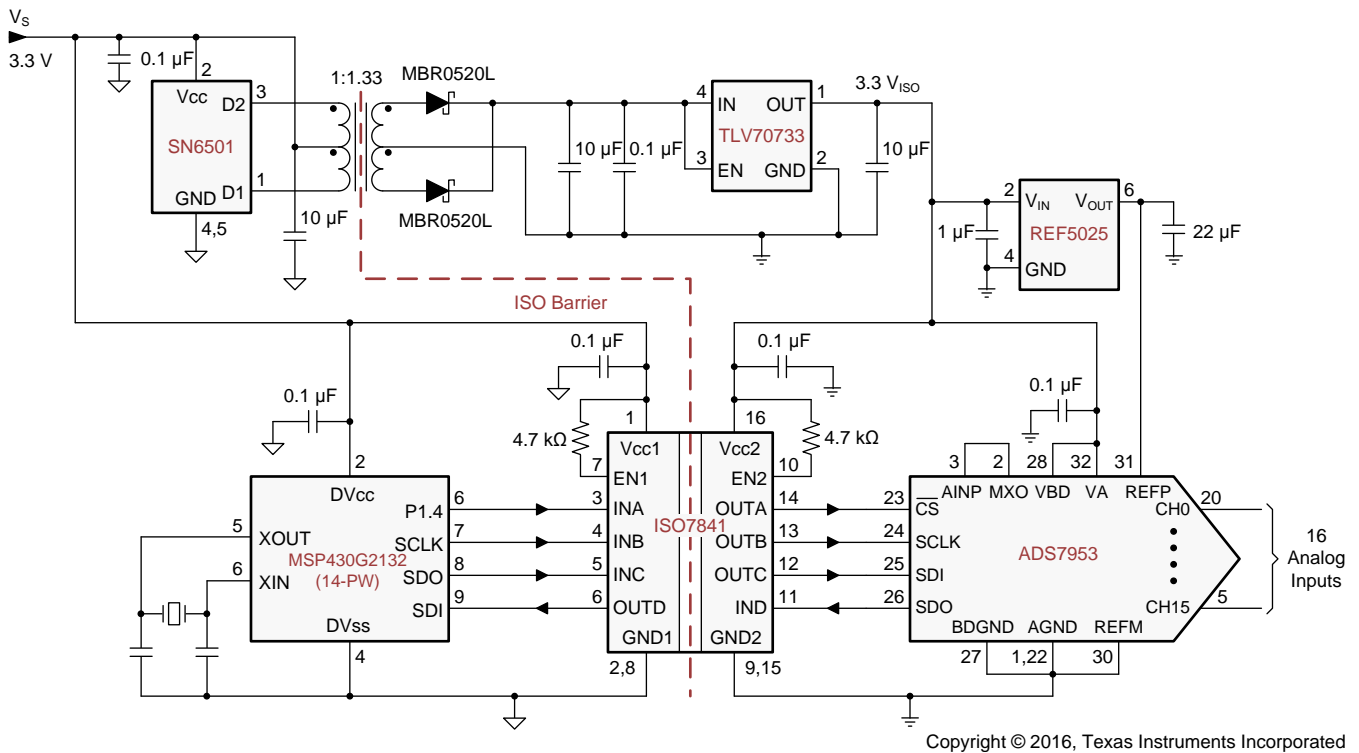 VS
3.3 V
0.1 µF
2
Vcc
D2
3
SN6501
D1
1
GND
4,5
10 µF
1:1.33
MBR0520L
MBR0520L
10 µF
0.1 µF
4
IN
OUT
1
TLV70733
3
EN
GND
2
3.3 VISO
10 µF
2
VIN
VOUT
6
REF5025
1 µF
4
GND
22 µF
ISO Barrier
0.1 µF
0.1 µF
0.1 µF
0.1 µF
4.7 kΩ
4.7 kΩ
2
DVcc
5
XOUT
6
XIN
MSP430G2132
(14-PW)
P1.4
6
SCLK
7
SDO
8
SDI
9
DVss
4
1
Vcc1
7
EN1
3
INA
4
INB
5
INC
6
OUTD
GND1
2,8
ISO7841
16
Vcc2
EN2
10
OUTA
14
OUTB
13
OUTC
12
IND
11
GND2
9,15
3
2
28
32
31
AINP
MXO
VBD
VA
REFP
23
CS
24
SCLK
25
SDI
26
SDO
ADS7953
CH0
20
CH15
5
BDGND
AGND
REFM
27
1,22
30
16
Analog
Inputs
Copyright © 2016, Texas Instruments Incorporated